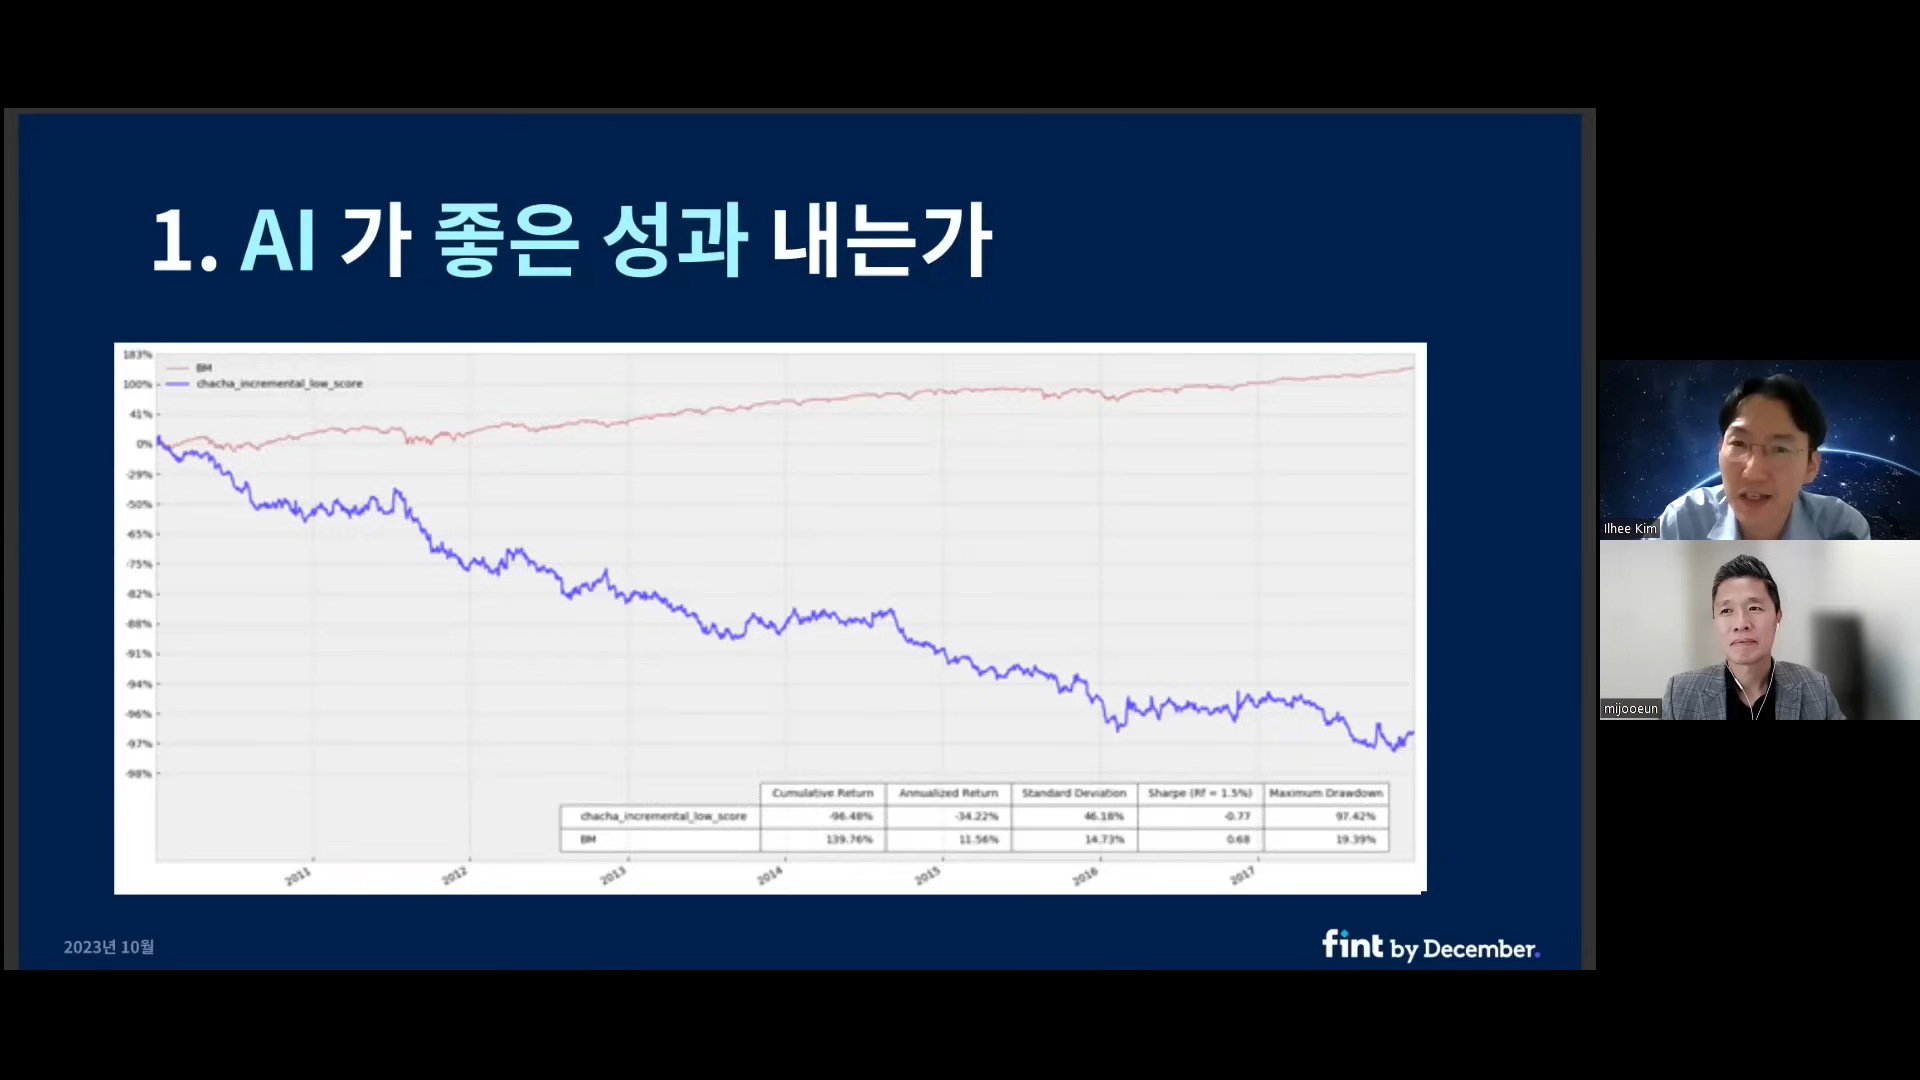 1. AI 가 좋은 성과 내는가
183%
100%
41%
0%
-29%
-50%
-65%
-75%
-82%
-88%
-91%
-94%
-96%
-97%
-98%
BM
chacha_incremental_low_score
Cumulative Return Annualized Return Standard Deviation Sharpe (Rf = 1.5%) Maximum Drawdown
chacha_incremental_low_score -96.48% -34.22% 46.18% -0.77 97.42%
BM 139.76% 11.56% 14.73% 0.68 19.39%
2011 2012 2013 2014 2015 2016 2017
2023년 10월
fint by December.
Ilhee Kim
mijooeun